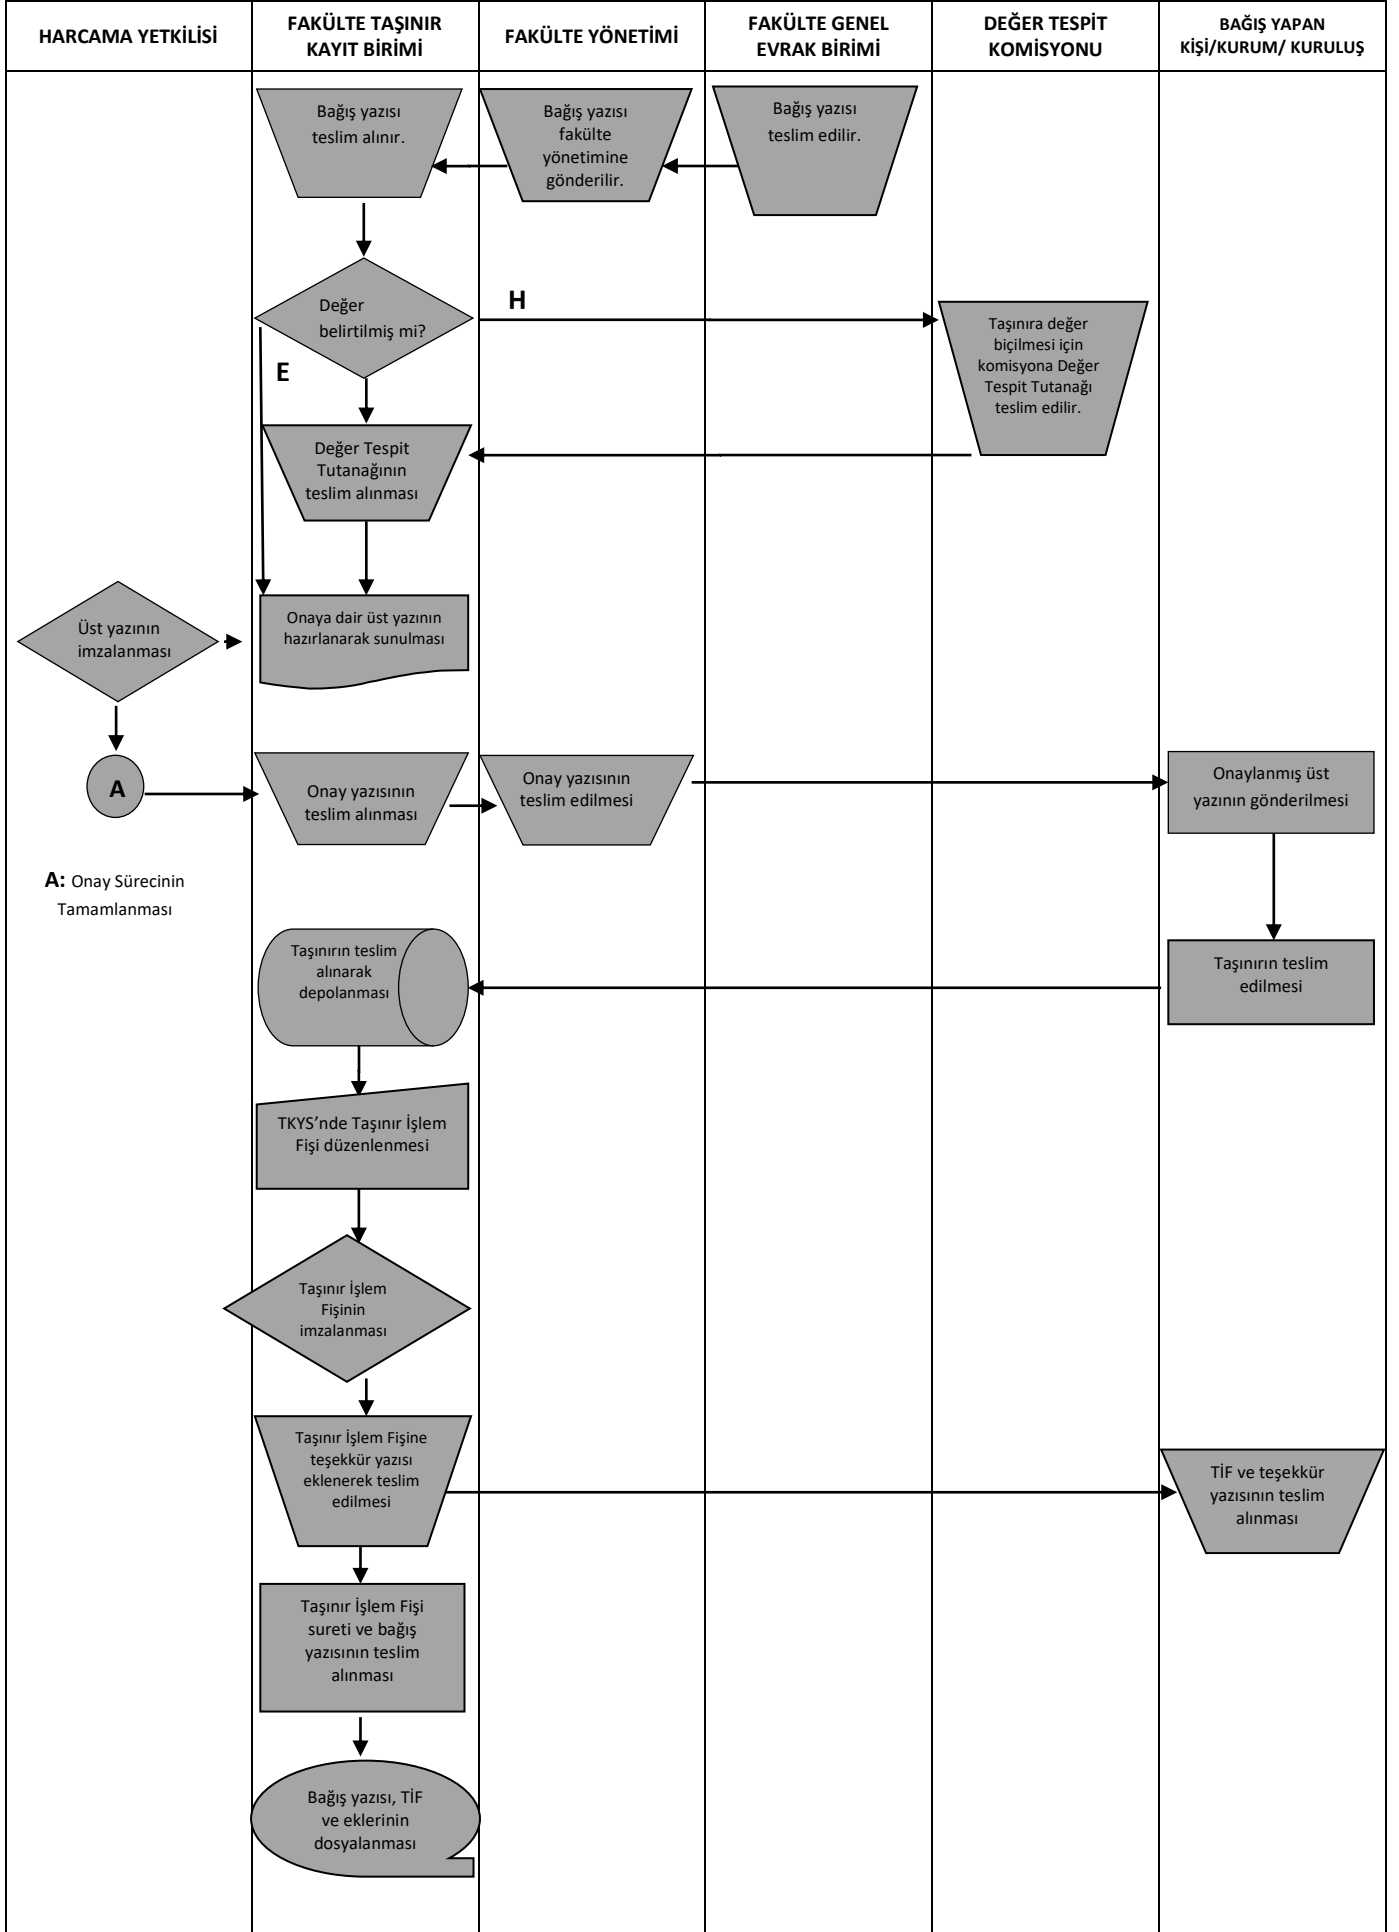 HARCAMA YETKİLİSİ
FAKÜLTE TAŞINIR
KAYIT BİRİMİ
FAKÜLTE YÖNETİMİ
FAKÜLTE GENEL
EVRAK BİRİMİ
DEĞER TESPİT
KOMİSYONU
BAĞIŞ YAPAN
KİŞİ/KURUM/ KURULUŞ
Bağış yazısı
teslim alınır.
Bağış yazısı
fakülte
yönetimine
gönderilir.
Bağış yazısı
teslim edilir.
Değer
belirtilmiş mi?
H
E
Taşınıra değer
biçilmesi için
komisyona Değer
Tespit Tutanağı
teslim edilir.
Değer Tespit
Tutanağının
teslim alınması
Üst yazının
imzalanması
Onaya dair üst yazının
hazırlanarak sunulması
A
Onay yazısının
teslim alınması
Onay yazısının
teslim edilmesi
Onaylanmış üst
yazının gönderilmesi
A: Onay Sürecinin
Tamamlanması
Taşınırın teslim
alınarak
depolanması
Taşınırın teslim
edilmesi
TKYS’nde Taşınır İşlem
Fişi düzenlenmesi
Taşınır İşlem
Fişinin
imzalanması
Taşınır İşlem Fişine
teşekkür yazısı
eklenerek teslim
edilmesi
TİF ve teşekkür
yazısının teslim
alınması
Taşınır İşlem Fişi
sureti ve bağış
yazısının teslim
alınması
Bağış yazısı, TİF
ve eklerinin
dosyalanması